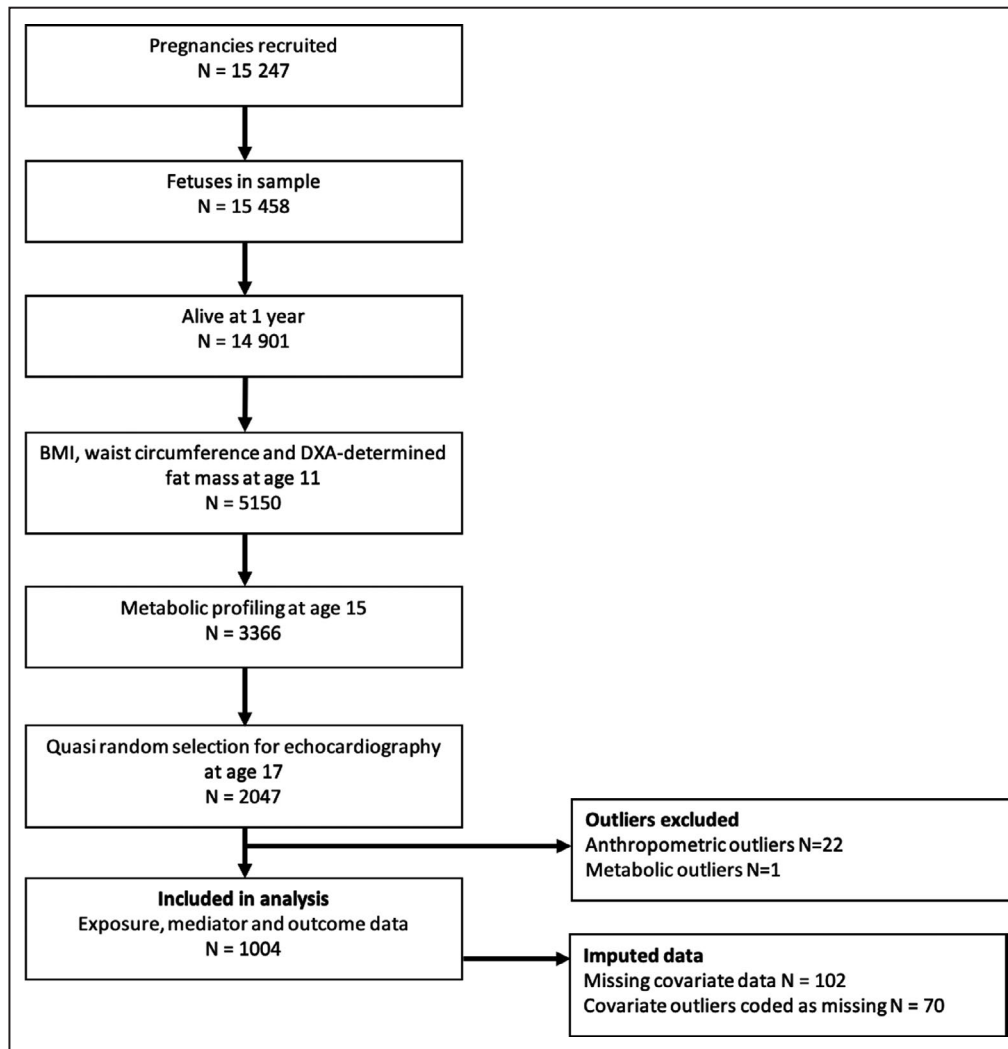 Pregnancies recruited
N = 15 247
Fetuses in sample
N = 15 458
Alive at 1 year
N = 14 901
BMI, waist circumference and DXA-determined
fat mass at age 11
N = 5150
Metabolic profiling at age 15
N = 3366
Quasi random selection for echocardiography
at age 17
N = 2047
Outliers excluded
Anthropometric outliers N=22
Metabolic outliers N=1
Included in analysis
Exposure, mediator and outcome data
N = 1004
Imputed data
Missing covariate data N = 102
Covariate outliers coded as missing N = 70